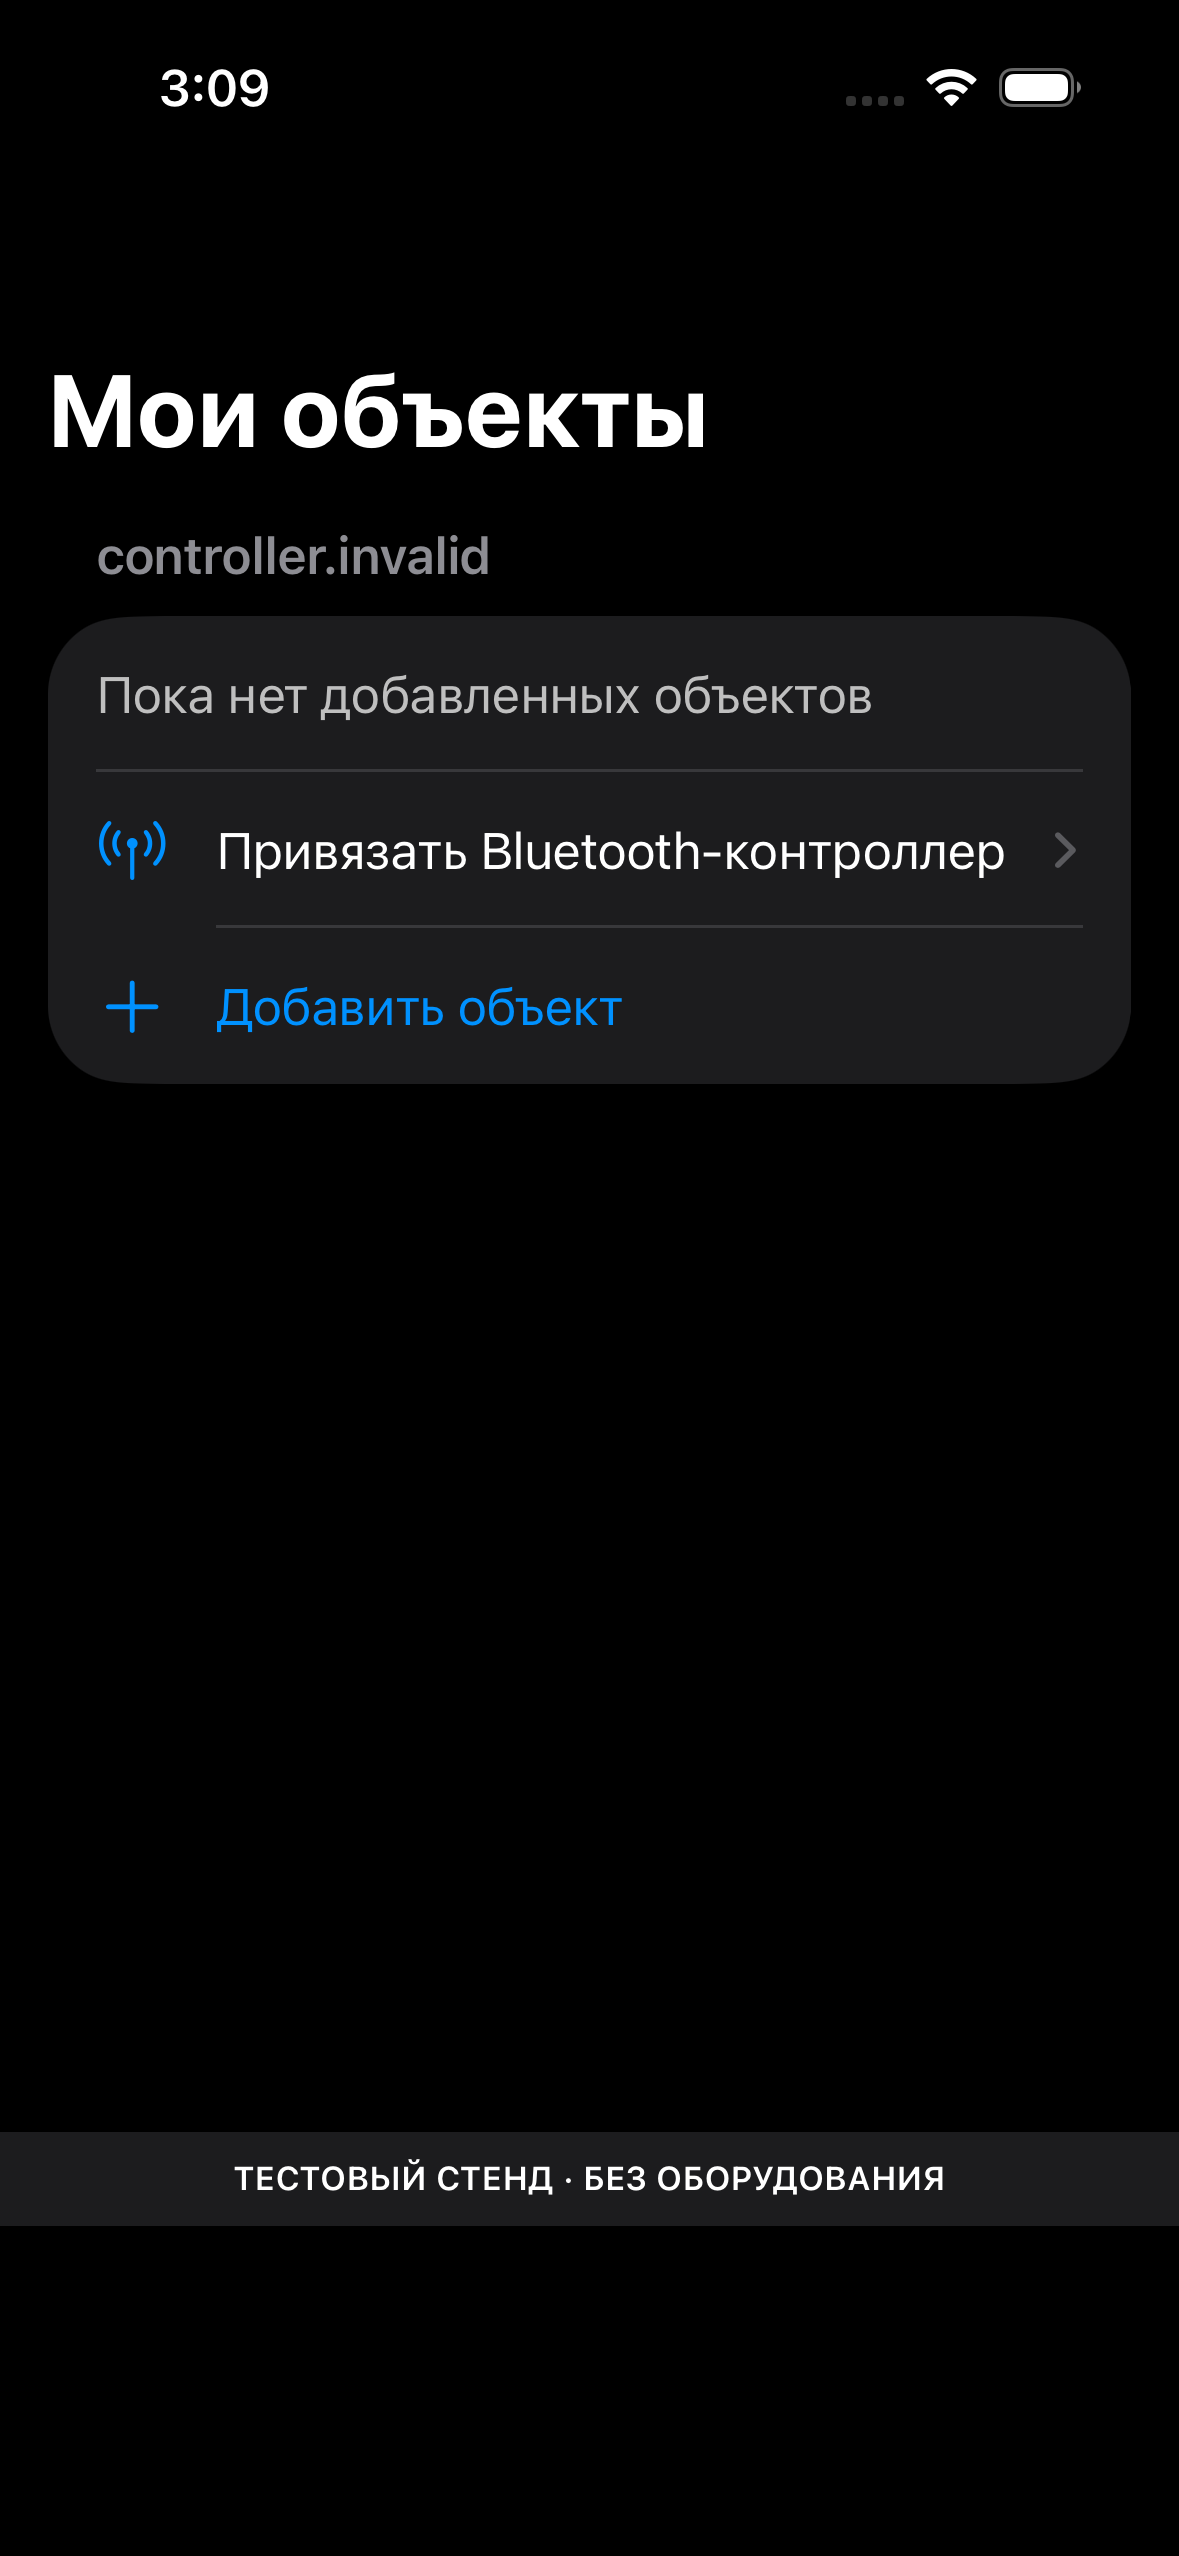 3:09
Мои объекты
controller.invalid
Пока нет добавленных объектов
Привязать Bluetooth-контроллер
Добавить объект
ТЕСТОВЫЙ СТЕНД · БЕЗ ОБОРУДОВАНИЯ